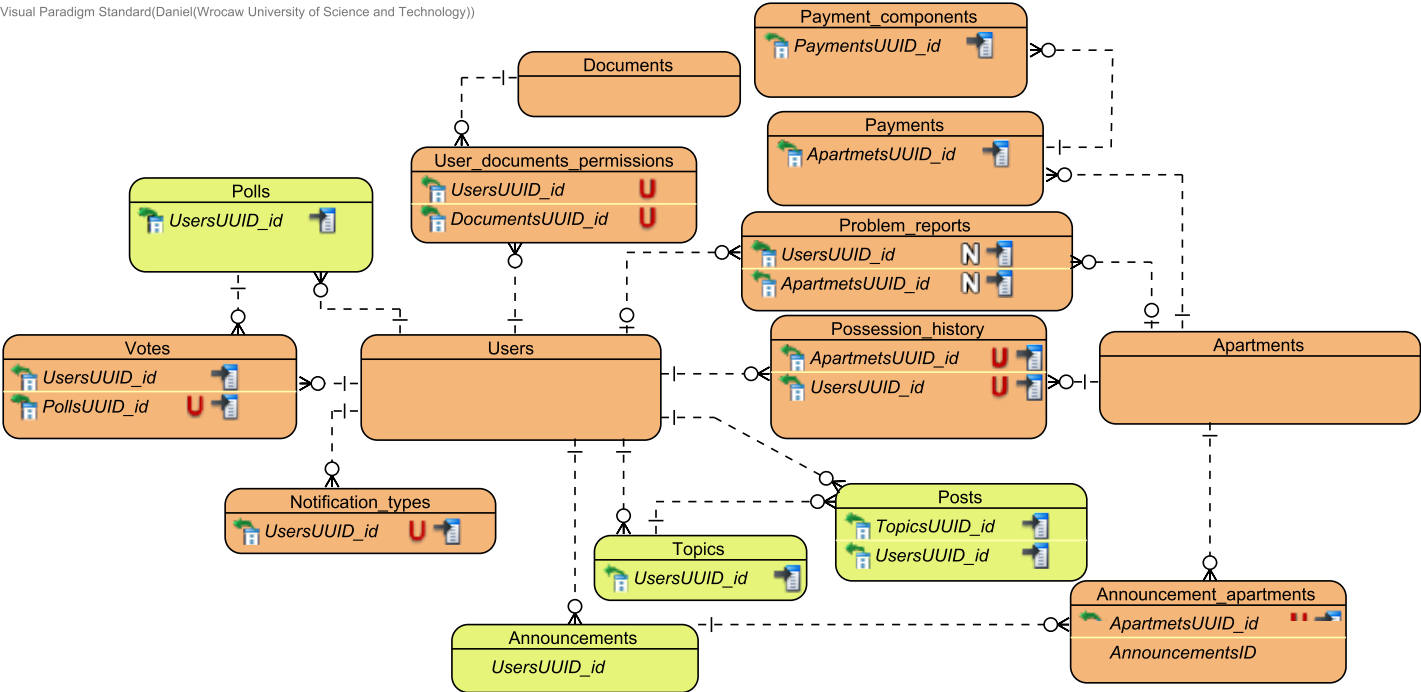 Visual Paradigm Standard(Daniel(Wrocaw University of Science and Technology))
Payment_components
PaymentsUUID_id
Documents
Payments
ApartmetsUUID_id
User_documents_permissions
UsersUUID_id U
DocumentsUUID_id U
Polls
UsersUUID_id
Problem_reports
UsersUUID_id N
ApartmetsUUID_id N
Votes
UsersUUID_id
PollsUUID_id U
Users
Possession_history
ApartmetsUUID_id U
UsersUUID_id U
Apartments
Notification_types
UsersUUID_id U
Posts
TopicsUUID_id
UsersUUID_id
Topics
UsersUUID_id
Announcements
UsersUUID_id
Announcement_apartments
ApartmetsUUID_id U
AnnouncementsID